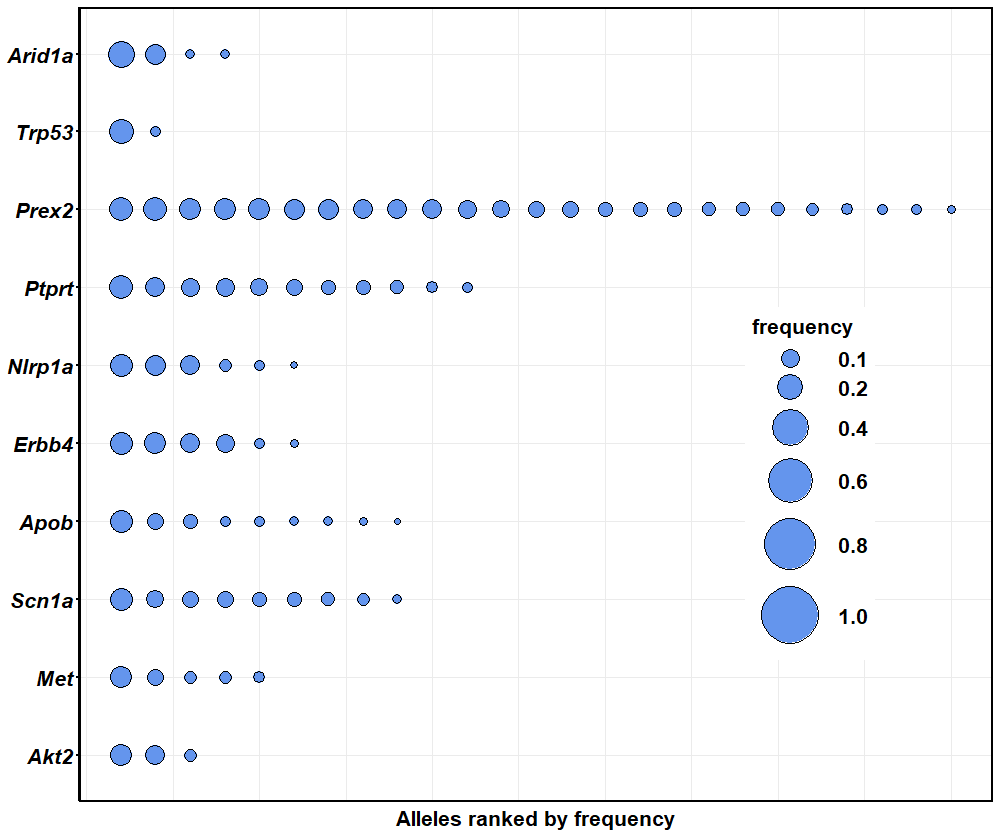 Arid1a
Trp53
Prex2
Ptprt
Nlrp1a
Erbb4
Apob
Scn1a
Met
Akt2
frequency
0.1
0.2
0.4
0.6
0.8
1.0
Alleles ranked by frequency